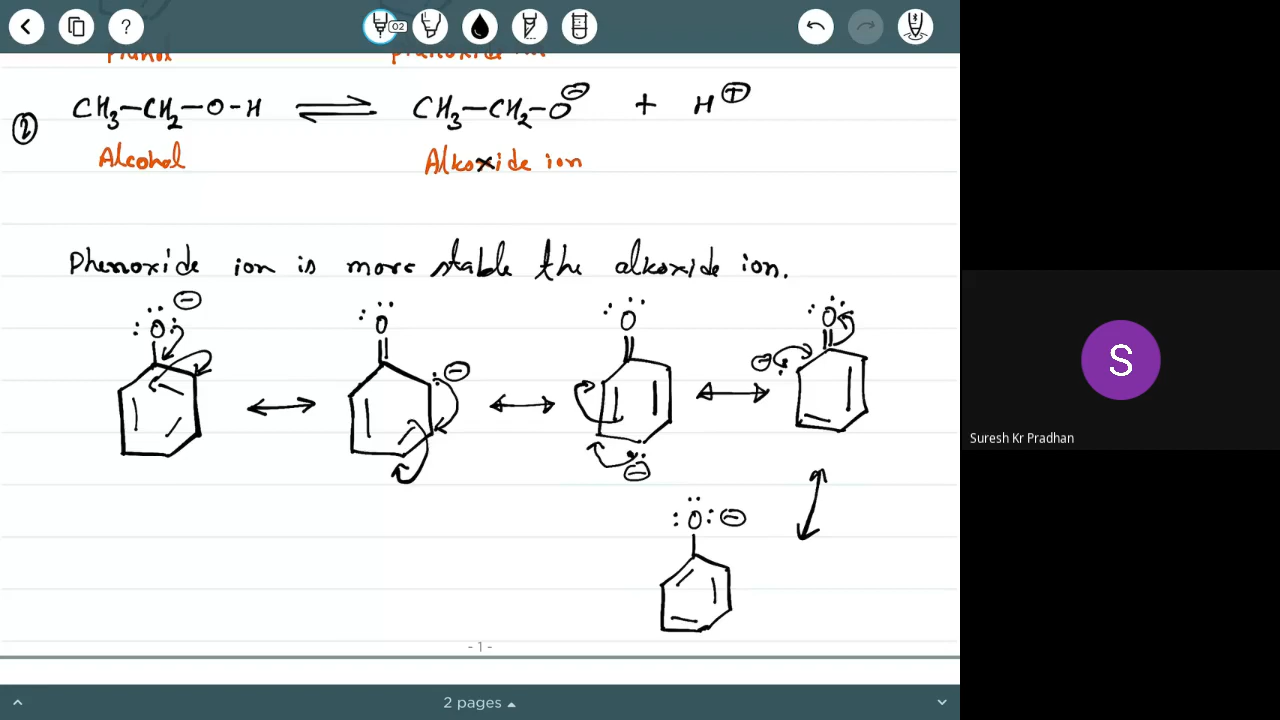 02
?
CH3-CH2-O-H ⇌ CH3-CH2-O⊖ + H⊕
②
Alcohol Alkoxide ion
Phenoxide ion is more stable the alkoxide ion.
:Ö: ⊖ :Ö :Ö :Ö
⊖ ⊖
⊖
:Ö: ⊖
- 1 -
2 pages
S
Suresh Kr Pradhan